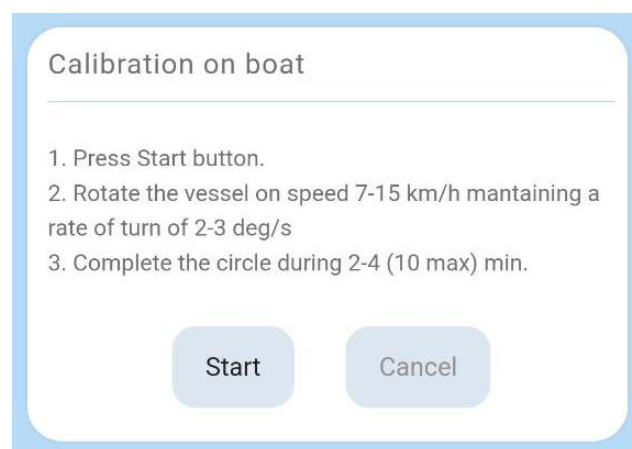 Calibration on boat
1. Press Start button.
2. Rotate the vessel on speed 7-15 km/h mantaining a
rate of turn of 2-3 deg/s
3. Complete the circle during 2-4 (10 max) min.
Start
Cancel